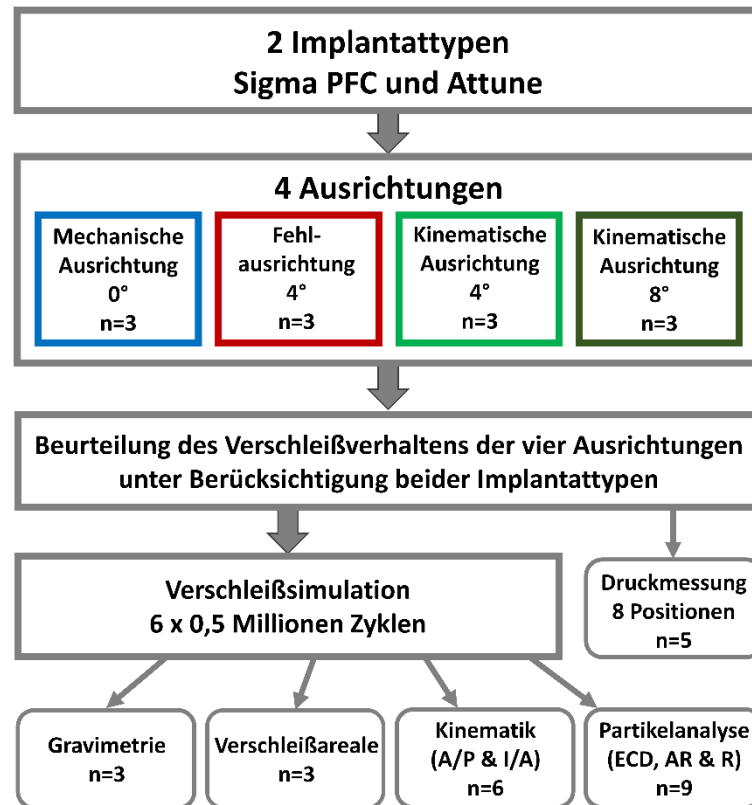 2 Implantattypen
Sigma PFC und Attune
4 Ausrichtungen
Mechanische
Ausrichtung
0°
n=3
Fehl-
ausrichtung
4°
n=3
Kinematische
Ausrichtung
4°
n=3
Kinematische
Ausrichtung
8°
n=3
Beurteilung des Verschleißverhaltens der vier Ausrichtungen
unter Berücksichtigung beider Implantattypen
Verschleißsimulation
6 x 0,5 Millionen Zyklen
Druckmessung
8 Positionen
n=5
Gravimetrie
n=3
Verschleißareale
n=3
Kinematik
(A/P & I/A)
n=6
Partikelanalyse
(ECD, AR & R)
n=9